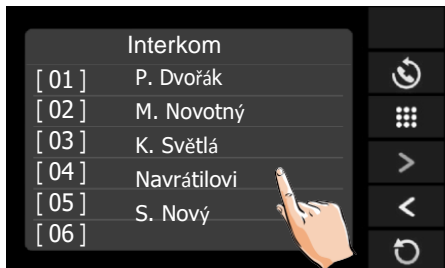 Interkom
[ 01 ] P. Dvořák
[ 02 ] M. Novotný
[ 03 ] K. Světlá
[ 04 ] Navrátilovi
[ 05 ] S. Nový
[ 06 ]